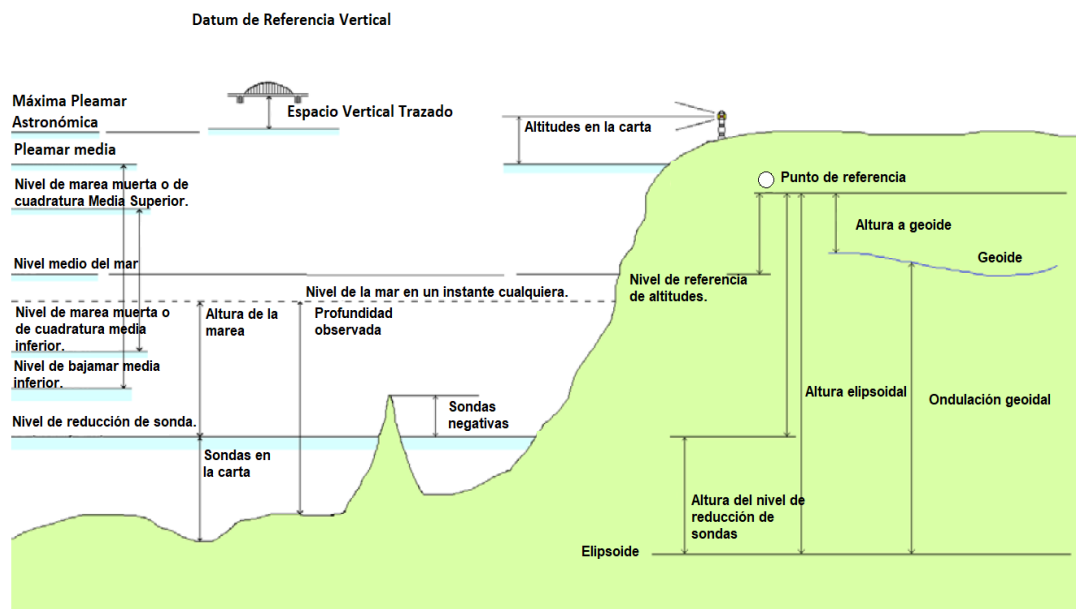 Datum de Referencia Vertical
Máxima Pleamar
Astronómica
Espacio Vertical Trazado
Altitudes en la carta
Pleamar media
Nivel de marea muerta o de
cuadratura Media Superior.
Punto de referencia
Altura a geoide
Geoide
Nivel medio del mar
Nivel de referencia
de altitudes.
Nivel de la mar en un instante cualquiera.
Nivel de marea muerta o
de cuadratura media
inferior.
Altura de la
marea
Profundidad
observada
Nivel de bajamar media
inferior.
Altura elipsoidal
Ondulación geoidal
Nivel de reducción de sonda.
Sondas
negativas
Sondas en
la carta
Altura del nivel de
reducción de
sondas
Elipsoide